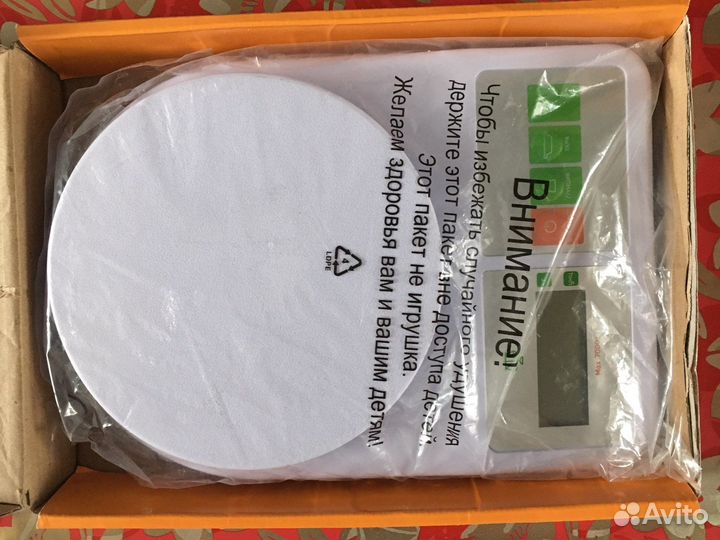 Внимание!
Чтобы избежать случайного удушения
держите этот пакет вне доступа детей.
Этот пакет не игрушка.
Желаем здоровья вам и вашим детям!
4
LDPE
Avito